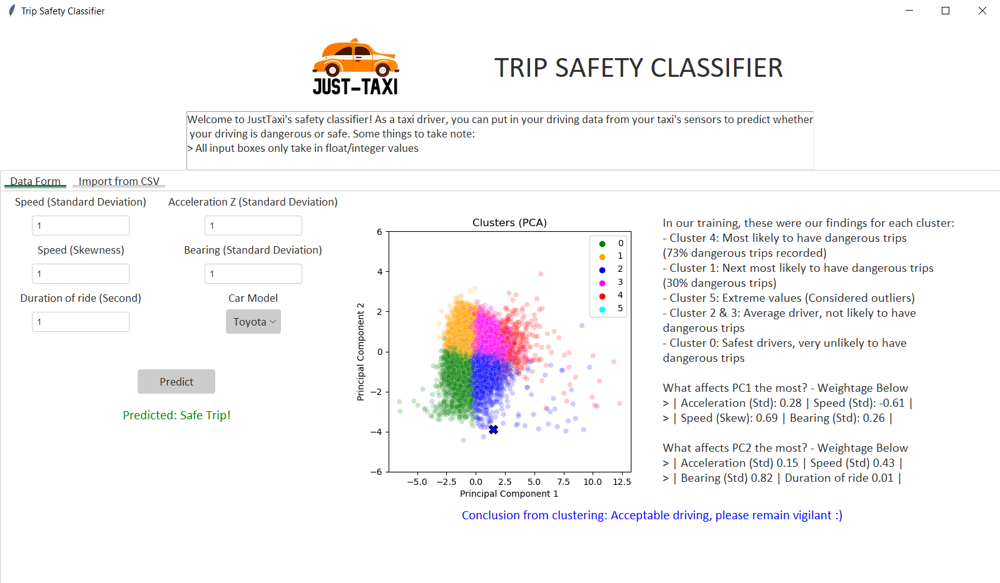 Trip Safety Classifier
JUST-TAXI
TRIP SAFETY CLASSIFIER
Welcome to JustTaxi's safety classifier! As a taxi driver, you can put in your driving data from your taxi's sensors to predict whether
your driving is dangerous or safe. Some things to take note:
> All input boxes only take in float/integer values
Data Form
Import from CSV
Speed (Standard Deviation)
Acceleration Z (Standard Deviation)
1
1
Speed (Skewness)
Bearing (Standard Deviation)
1
1
Duration of ride (Second)
Car Model
1
Toyota
Predict
Predicted: Safe Trip!
Clusters (PCA)
6
4
2
0
−2
−4
−6
Principal Component 2
0
1
2
3
4
5
−5.0
−2.5
0.0
2.5
5.0
7.5
10.0
12.5
Principal Component 1
In our training, these were our findings for each cluster:
- Cluster 4: Most likely to have dangerous trips
(73% dangerous trips recorded)
- Cluster 1: Next most likely to have dangerous trips
(30% dangerous trips)
- Cluster 5: Extreme values (Considered outliers)
- Cluster 2 & 3: Average driver, not likely to have
dangerous trips
- Cluster 0: Safest drivers, very unlikely to have
dangerous trips
What affects PC1 the most? - Weightage Below
> | Acceleration (Std): 0.28 | Speed (Std): -0.61 |
> | Speed (Skew): 0.69 | Bearing (Std): 0.26 |
What affects PC2 the most? - Weightage Below
> | Acceleration (Std) 0.15 | Speed (Std) 0.43 |
> | Bearing (Std) 0.82 | Duration of ride 0.01 |
Conclusion from clustering: Acceptable driving, please remain vigilant :)